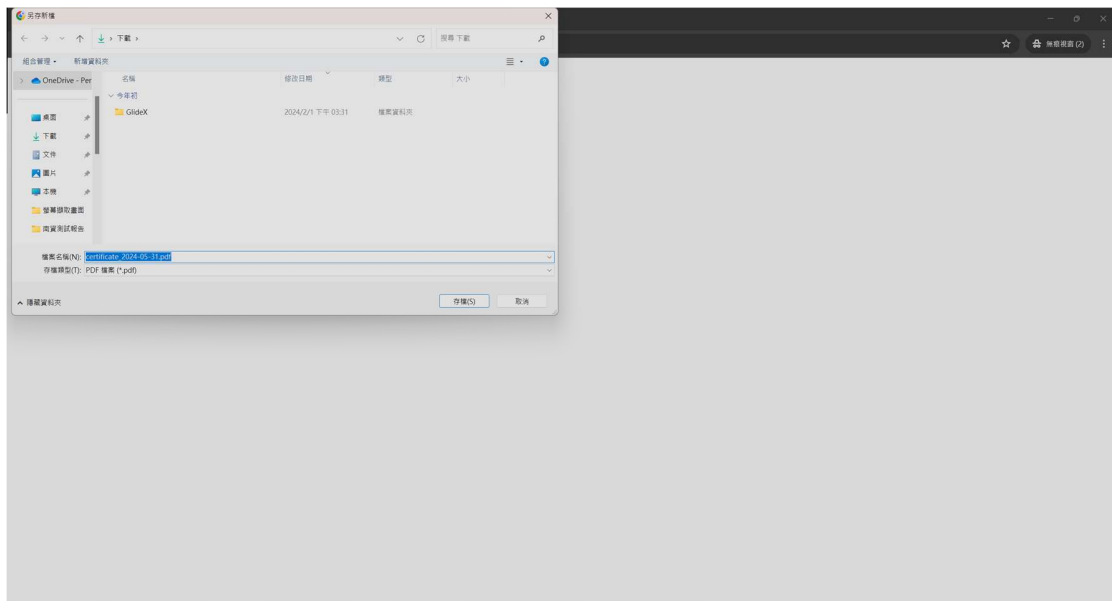 另存新檔
下載
搜尋 下載
無痕視窗 (2)
組合管理 新增資料夾
OneDrive - Per
名稱 修改日期 類型 大小
今年初
GlideX 2024/2/1 下午 03:31 檔案資料夾
桌面
下載
文件
圖片
本機
螢幕擷取畫面
南資測試報告
檔案名稱(N): certificate_2024-05-31.pdf
存檔類型(T): PDF 檔案 (*.pdf)
隱藏資料夾 存檔(S) 取消